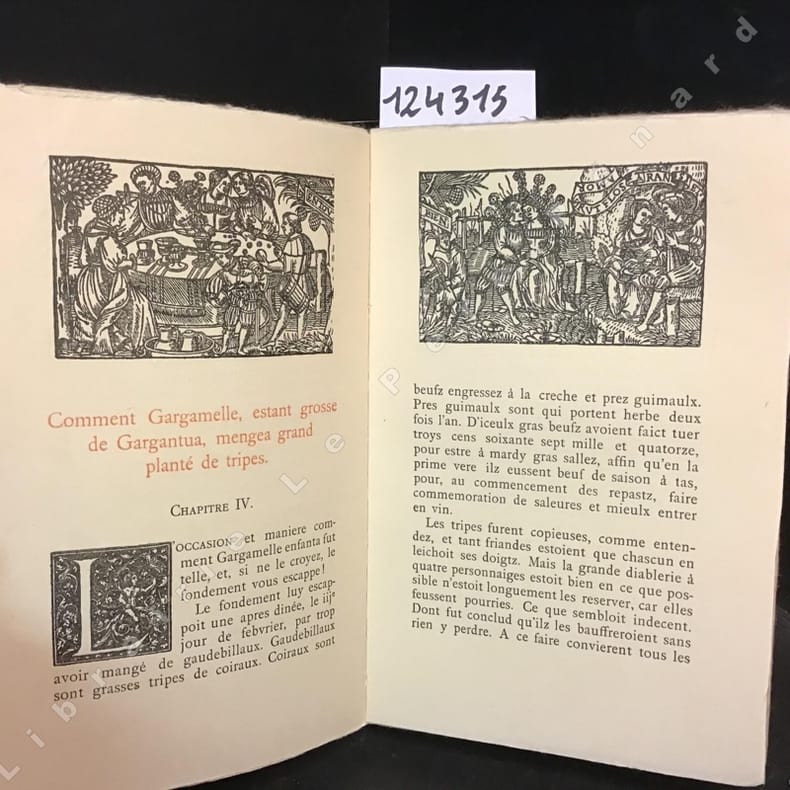 124315
Comment Gargamelle, estant grosse
de Gargantua, mengea grand
planté de tripes.
CHAPITRE IV.
L'OCCASION et maniere com-
ment Gargamelle enfanta fut
telle, et, si ne le croyez, le
fondement vous escappe!
Le fondement luy escap-
poit une apres dinée, le iijᵉ
jour de febvrier, par trop
avoir mangé de gaudebillaux. Gaudebillaux
sont grasses tripes de coiraux. Coiraux sont
beufz engressez à la creche et prez guimaulx.
Pres guimaulx sont qui portent herbe deux
fois l'an. D'iceulx gras beufz avoient faict tuer
troys cens soixante sept mille et quatorze,
pour estre à mardy gras sallez, affin qu'en la
prime vere ilz eussent beuf de saison à tas,
pour, au commencement des repastz, faire
commemoration de saleures et mieulx entrer
en vin.
Les tripes furent copieuses, comme enten-
dez, et tant friandes estoient que chascun en
leichoit ses doigtz. Mais la grande diablerie à
quatre personnaiges estoit bien en ce que pos-
sible n'estoit longuement les reserver, car elles
feussent pourries. Ce que sembloit indecent.
Dont fut conclud qu'ilz les bauffreroient sans
rien y perdre. A ce faire convierent tous les
Librairie Le Pe nard